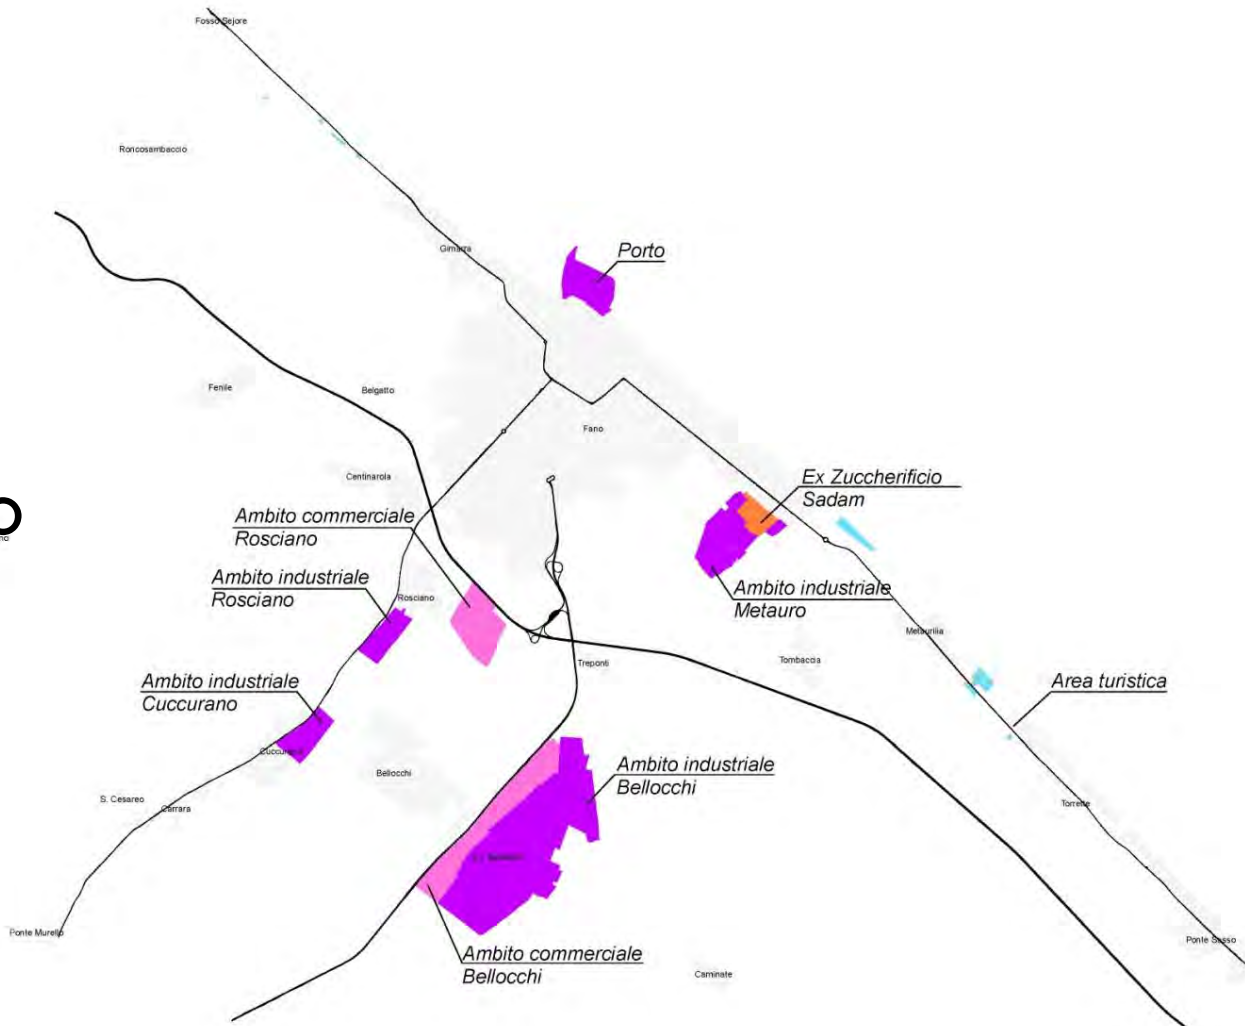 Fosso Sejore
Roncosambaccio
Gimarra
Porto
Fenile
Belgatto
Fano
Centinarola
Ex Zuccherificio
Sadam
Ambito commerciale
Rosciano
Ambito industriale
Rosciano
Rosciano
Ambito industriale
Metauro
Metaurilia
Treponti
Tombaccia
Ambito industriale
Cuccurano
Area turistica
Cuccurano
Bellocchi
Ambito industriale
Bellocchi
S. Cesareo
Carrara
Torrette
Ponte Murello
Ponte Sasso
Ambito commerciale
Bellocchi
Caminate